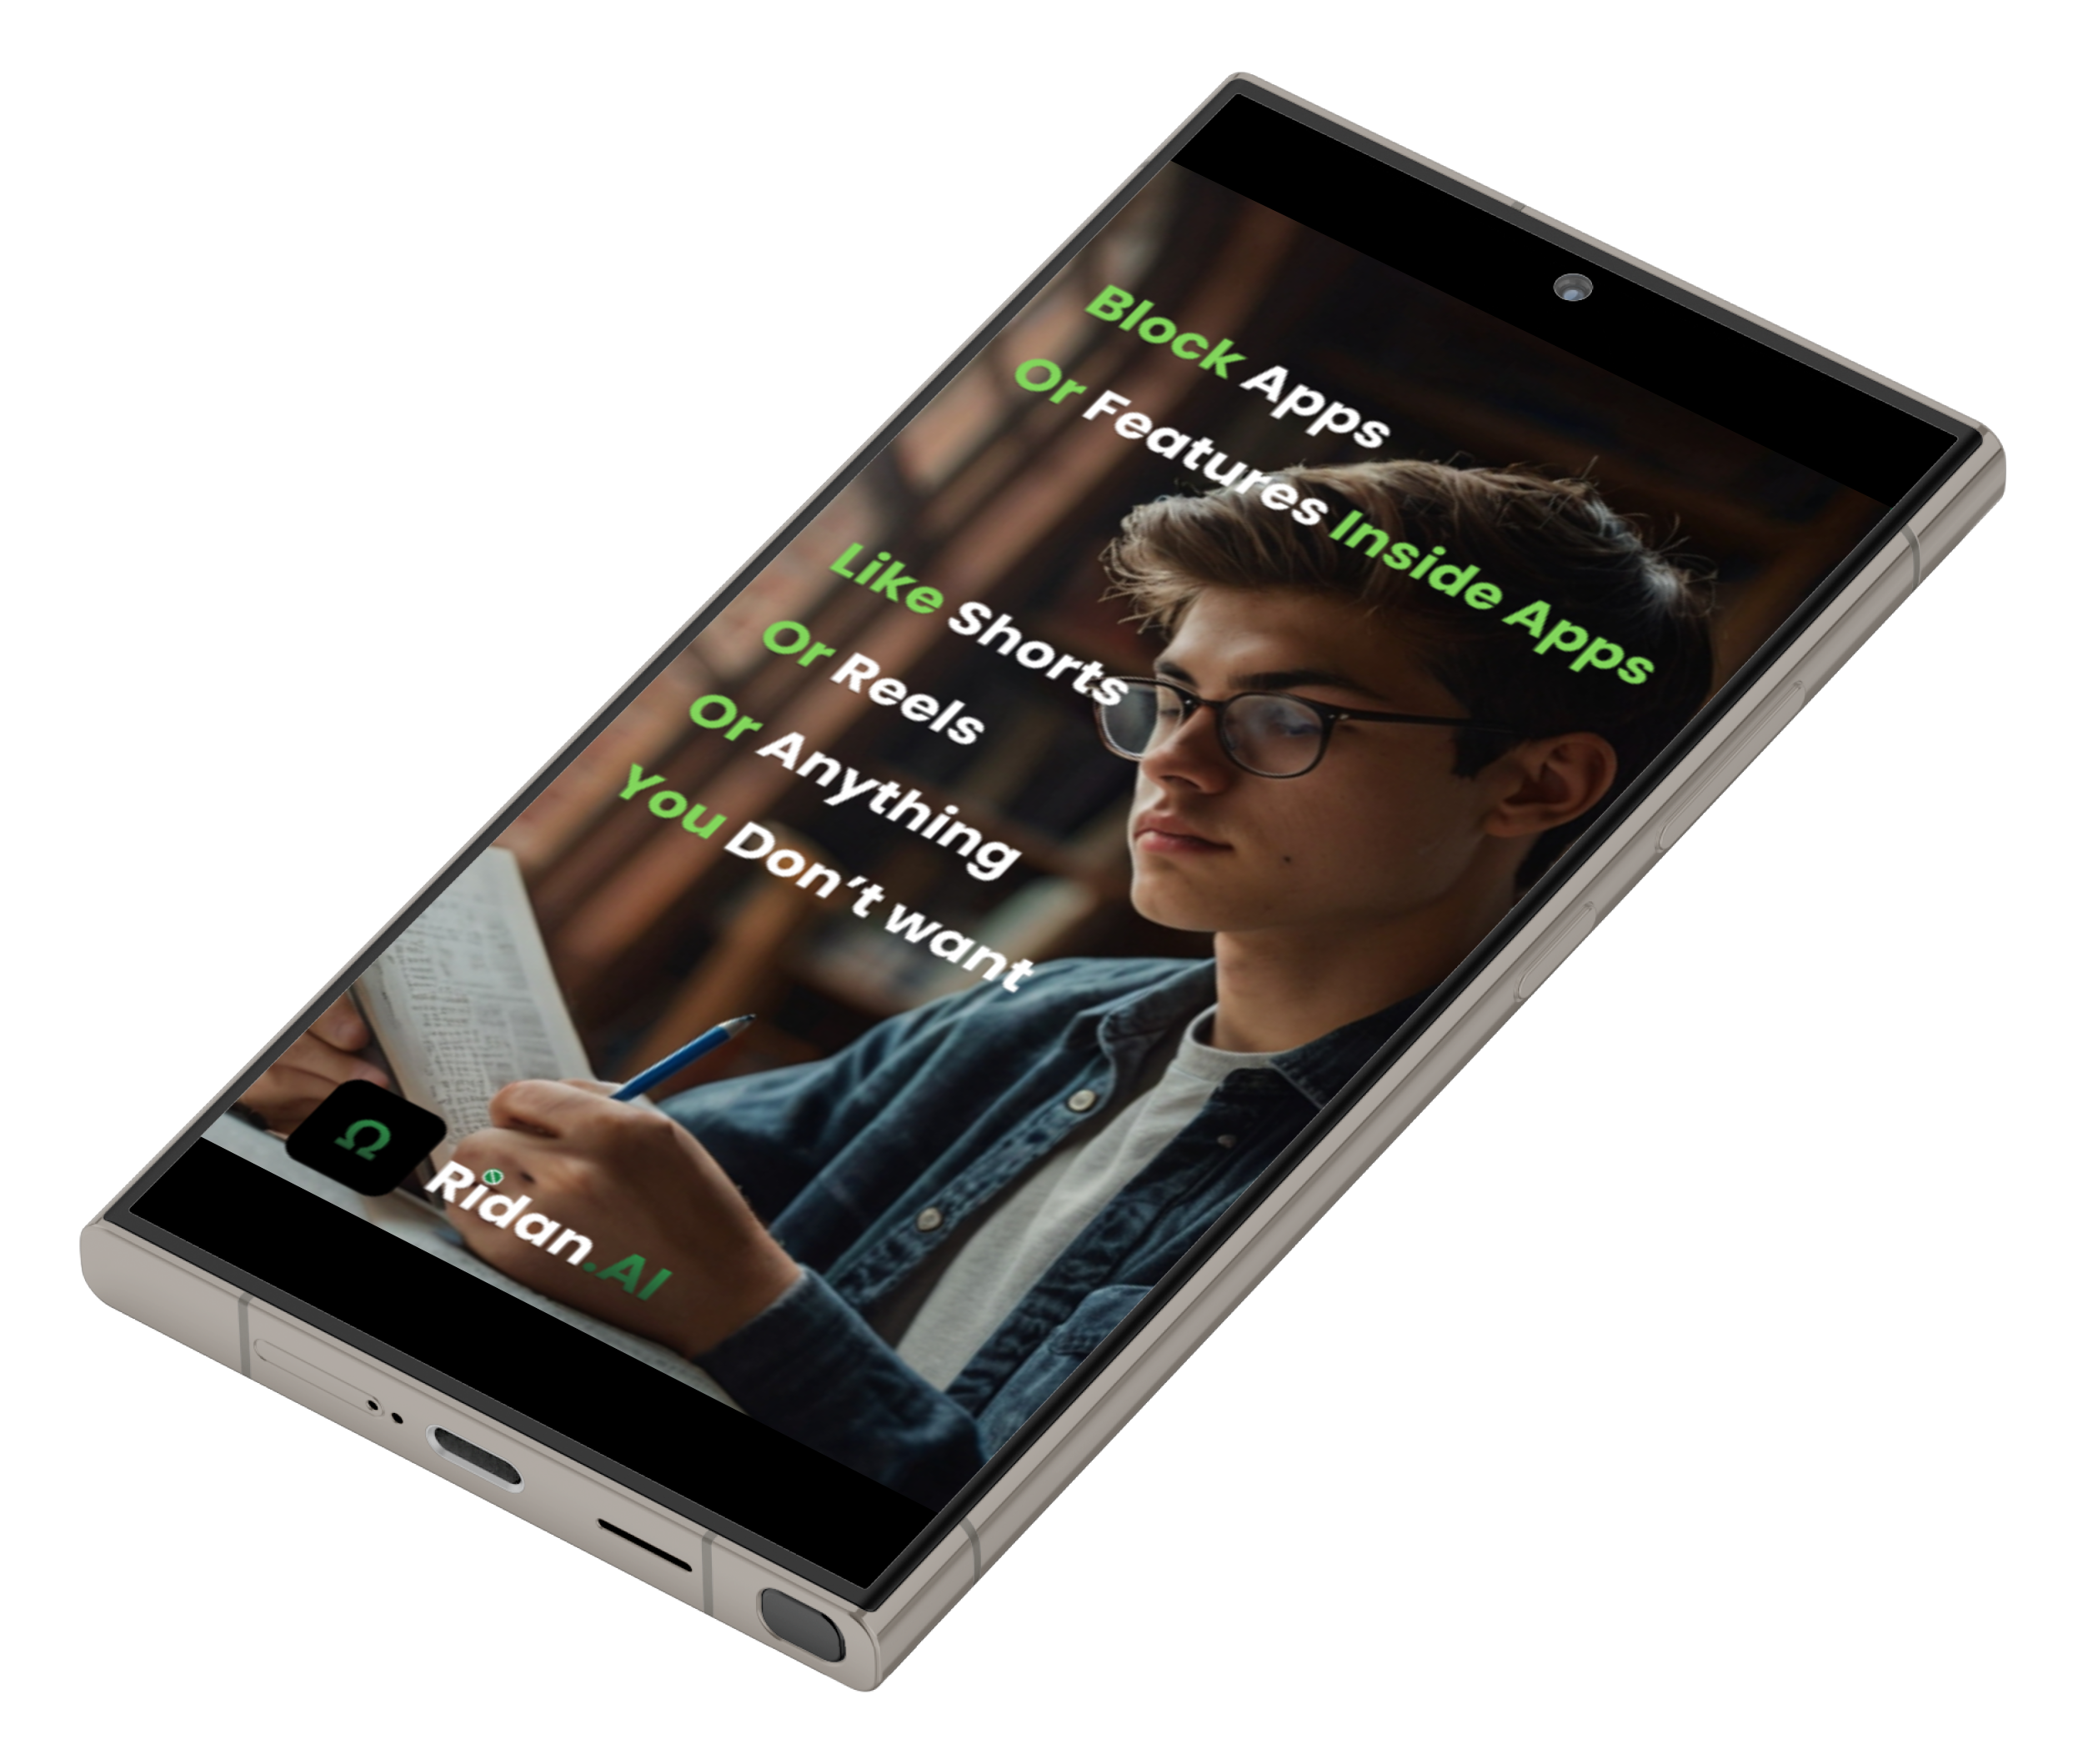 Block Apps
Or Features Inside Apps
Like Shorts
Or Reels
Or Anything
You Don't want
Ω
Ridan.AI